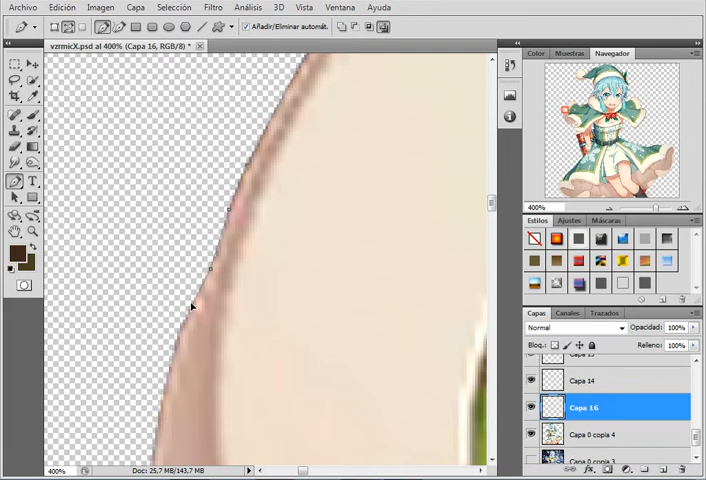 Archivo Edición Imagen Capa Selección Filtro Análisis 3D Vista Ventana Ayuda
Añadir/Eliminar automát.
vzrmicX.psd al 400% (Capa 16, RGB/8) *
Color Muestras Navegador
400%
Estilos Ajustes Máscaras
Capas Canales Trazados
Normal Opacidad: 100%
Bloq.: Relleno: 100%
Capa 14
Capa 16
Capa 0 copia 4
Capa 0 copia 3
400% Doc: 25,7 MB/143,7 MB